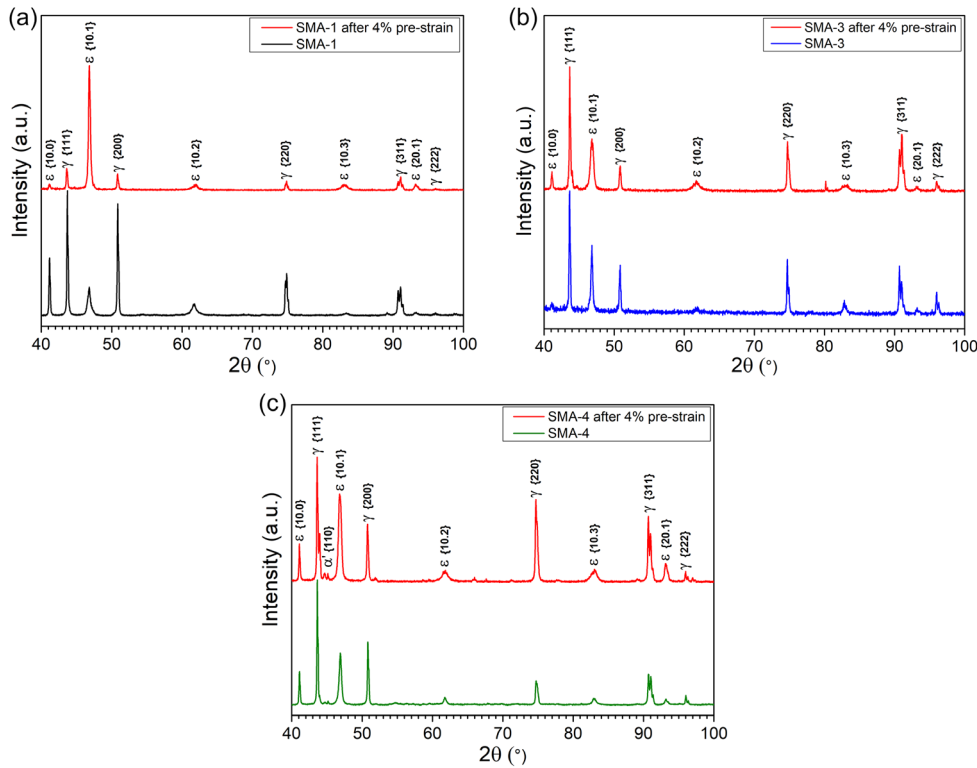 (a)
SMA-1 after 4% pre-strain
SMA-1
Intensity (a.u.)
ε {10.0}
γ {111}
ε {10.1}
γ {200}
ε {10.2}
γ {220}
ε {10.3}
γ {311}
ε {20.1}
γ {222}
40 50 60 70 80 90 100
2θ (°)
(b)
SMA-3 after 4% pre-strain
SMA-3
Intensity (a.u.)
ε {10.0}
γ {111}
ε {10.1}
γ {200}
ε {10.2}
γ {220}
ε {10.3}
γ {311}
ε {20.1}
γ {222}
40 50 60 70 80 90 100
2θ (°)
(c)
SMA-4 after 4% pre-strain
SMA-4
Intensity (a.u.)
ε {10.0}
γ {111}
α' {110}
ε {10.1}
γ {200}
ε {10.2}
γ {220}
ε {10.3}
γ {311}
ε {20.1}
γ {222}
40 50 60 70 80 90 100
2θ (°)